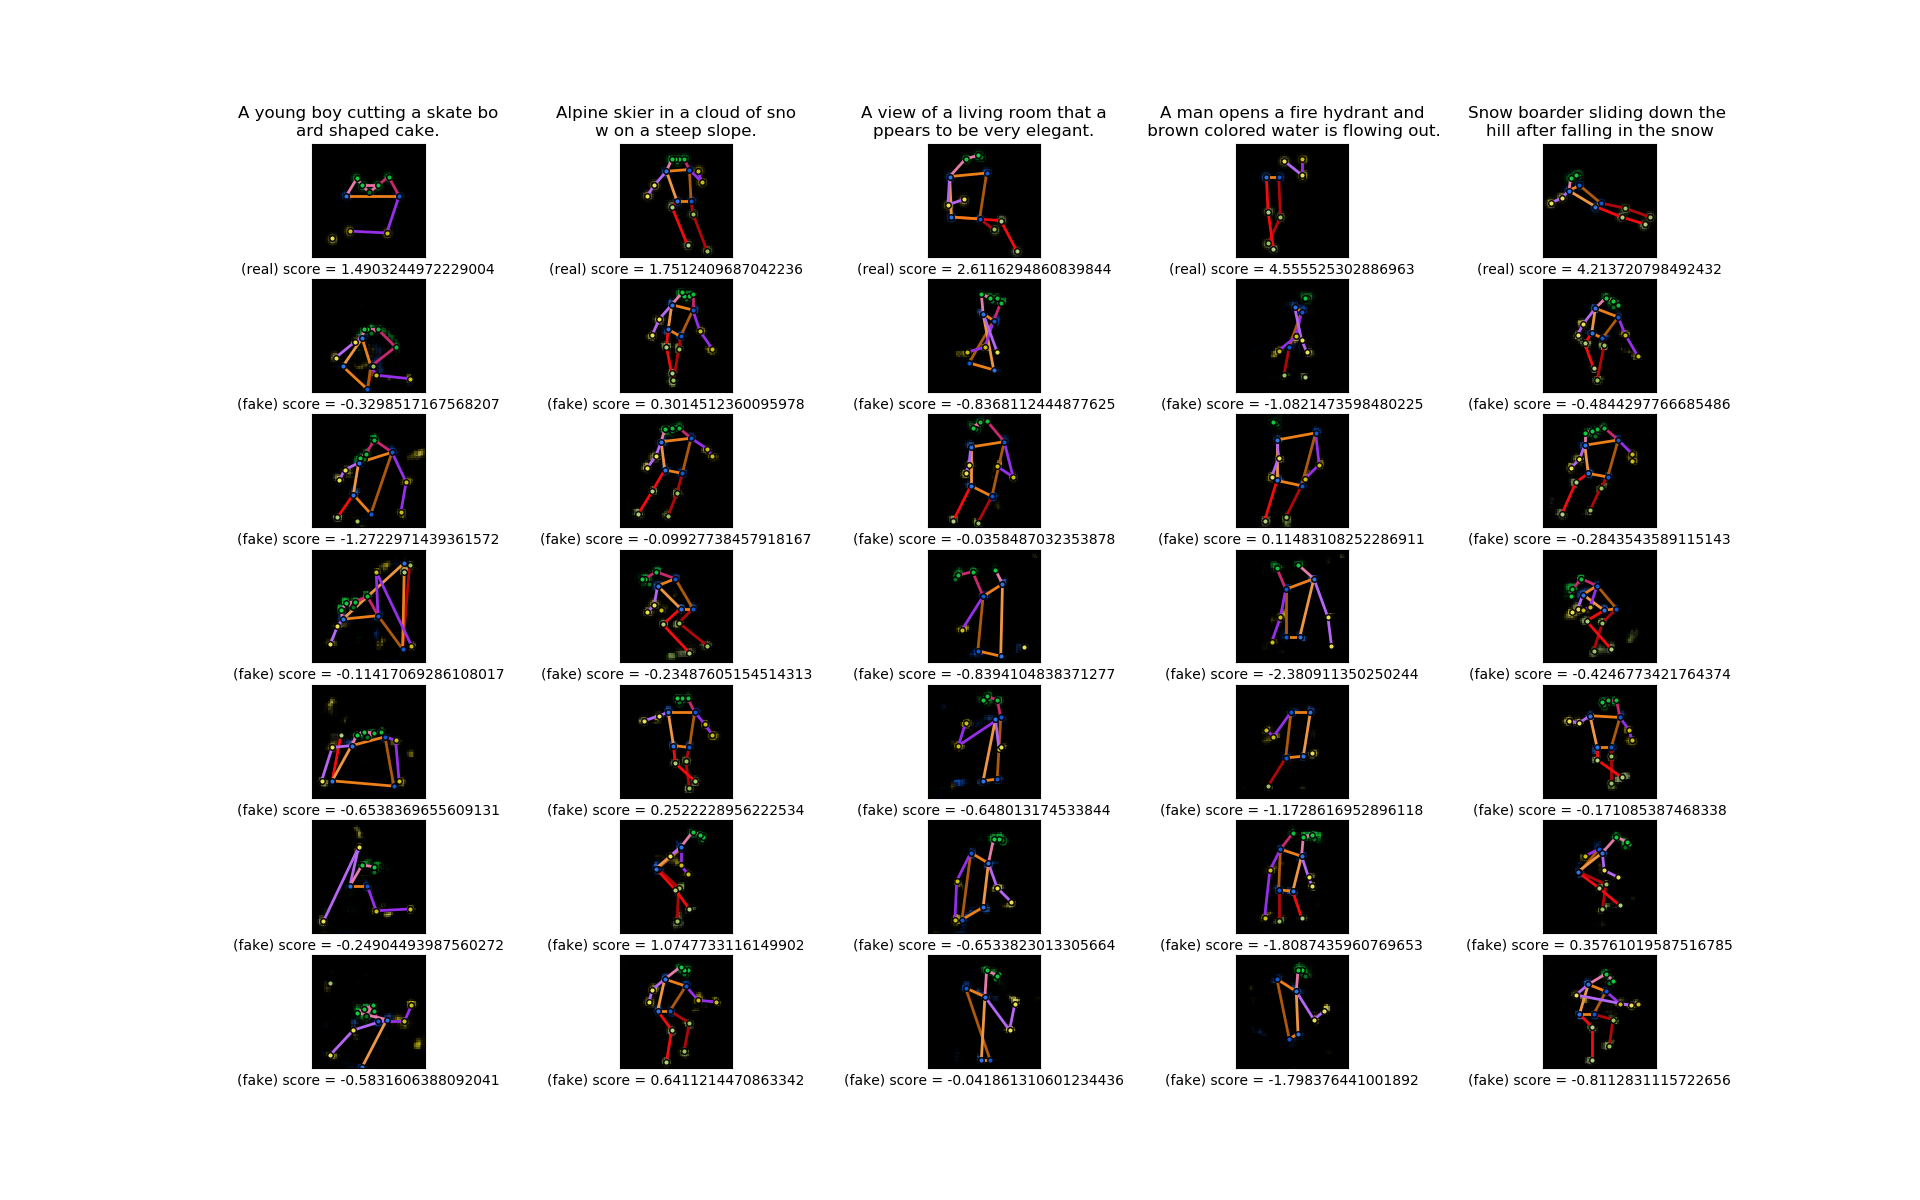 A young boy cutting a skate bo
ard shaped cake.
Alpine skier in a cloud of sno
w on a steep slope.
A view of a living room that a
ppears to be very elegant.
A man opens a fire hydrant and
brown colored water is flowing out.
Snow boarder sliding down the
hill after falling in the snow
(real) score = 1.4903244972229004
(real) score = 1.7512409687042236
(real) score = 2.6116294860839844
(real) score = 4.555525302886963
(real) score = 4.213720798492432
(fake) score = -0.3298517167568207
(fake) score = 0.3014512360095978
(fake) score = -0.8368112444877625
(fake) score = -1.0821473598480225
(fake) score = -0.4844297766685486
(fake) score = -1.2722971439361572
(fake) score = -0.09927738457918167
(fake) score = -0.0358487032353878
(fake) score = 0.11483108252286911
(fake) score = -0.2843543589115143
(fake) score = -0.11417069286108017
(fake) score = -0.23487605154514313
(fake) score = -0.8394104838371277
(fake) score = -2.380911350250244
(fake) score = -0.4246773421764374
(fake) score = -0.6538369655609131
(fake) score = 0.2522228956222534
(fake) score = -0.648013174533844
(fake) score = -1.1728616952896118
(fake) score = -0.171085387468338
(fake) score = -0.24904493987560272
(fake) score = 1.0747733116149902
(fake) score = -0.6533823013305664
(fake) score = -1.8087435960769653
(fake) score = 0.35761019587516785
(fake) score = -0.5831606388092041
(fake) score = 0.6411214470863342
(fake) score = -0.041861310601234436
(fake) score = -1.798376441001892
(fake) score = -0.8112831115722656